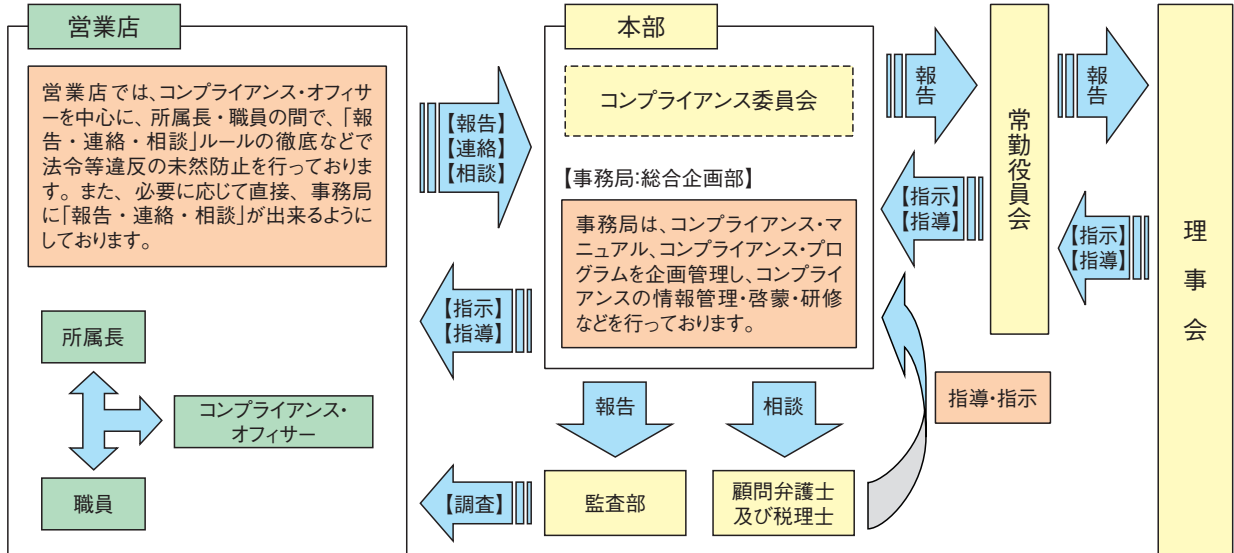 営業店
営業店では、コンプライアンス・オフィサ
ーを中心に、所属長・職員の間で、「報
告・連絡・相談」ルールの徹底などで
法令等違反の未然防止を行っております
。また、必要に応じて直接、事務局
に「報告・連絡・相談」が出来るように
しております。
所属長
コンプライアンス・
オフィサー
職員
【報告】
【連絡】
【相談】
【指示】
【指導】
【調査】
本部
コンプライアンス委員会
【事務局:総合企画部】
事務局は、コンプライアンス・マ
ニュアル、コンプライアンス・プロ
グラムを企画管理し、コンプライ
アンスの情報管理・啓蒙・研修
などを行っております。
報告
相談
監査部
顧問弁護士
及び税理士
指導・指示
報告
【指示】
【指導】
常勤役員会
報告
【指示】
【指導】
理事会